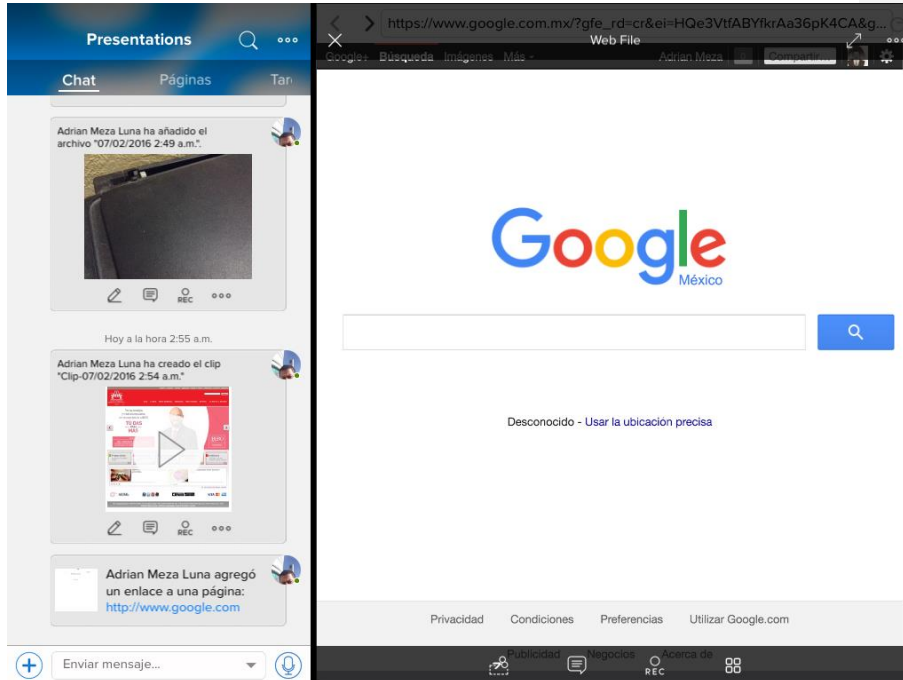 Presentations
Chat
Páginas
Tar
Adrian Meza Luna ha añadido el
archivo "07/02/2016 2:49 a.m.".
REC
Hoy a la hora 2:55 a.m.
Adrian Meza Luna ha creado el clip
"Clip-07/02/2016 2:54 a.m."
TODAS
MÁS
REC
Adrian Meza Luna agregó
un enlace a una página:
http://www.google.com
Enviar mensaje...
https://www.google.com.mx/?gfe_rd=cr&ei=HQe3VtfABYfkrAa36pK4CA&g...
Web File
Google+ Búsqueda Imágenes Más
Adrian Meza
Compartir...
Google
México
Desconocido - Usar la ubicación precisa
Privacidad Condiciones Preferencias Utilizar Google.com
Publicidad Negocios Acerca de
REC